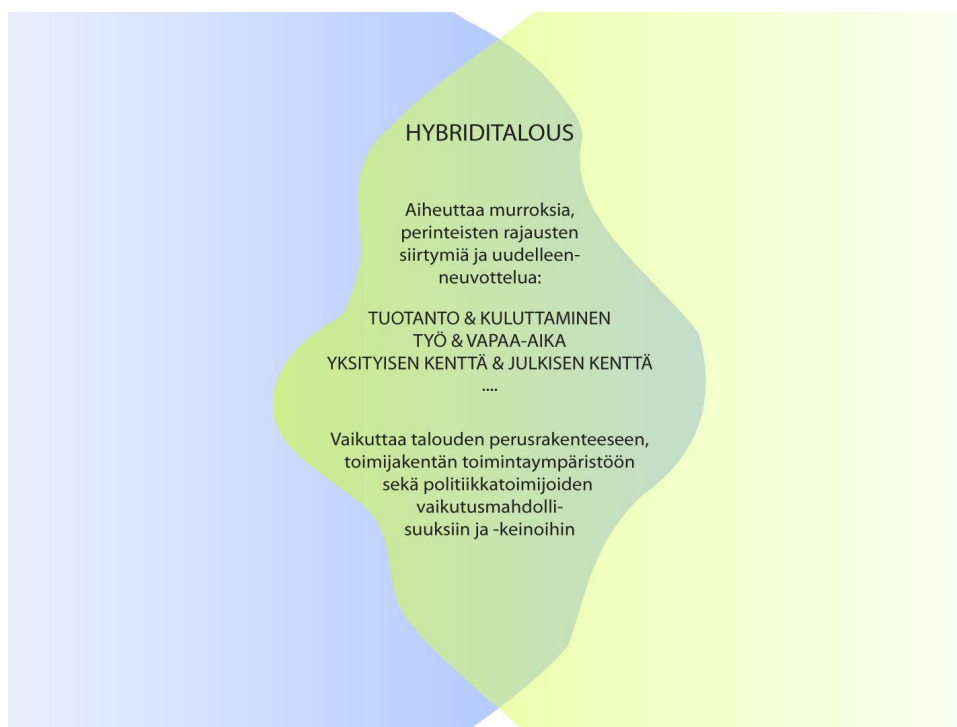 HYBRIDITALOUS
Aiheuttaa murroksia,
perinteisten rajausten
siirtymiä ja uudelleen-
neuvottelua:
TUOTANTO & KULUTTAMINEN
TYÖ & VAPAA-AIKA
YKSITYISEN KENTTÄ & JULKISEN KENTTÄ
....
Vaikuttaa talouden perusrakenteeseen,
toimijakentän toimintaympäristöön
sekä politiikkatoimijoiden
vaikutusmahdolli-
suuksiin ja -keinoihin